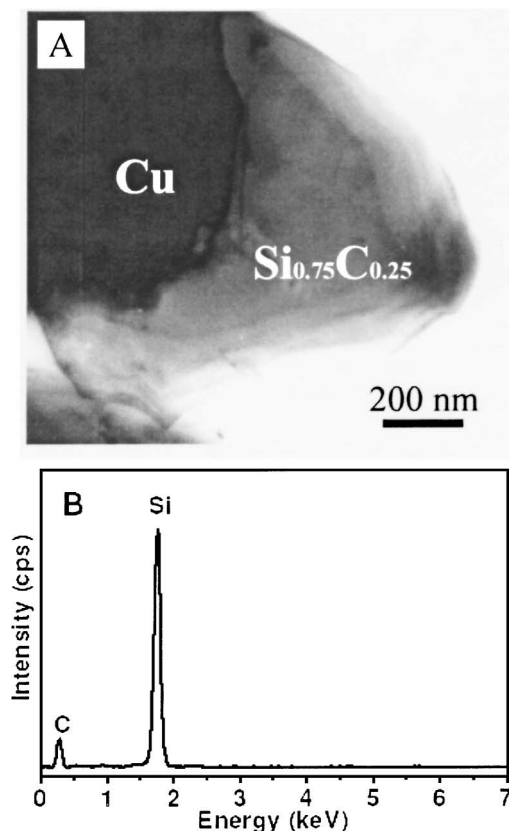 A
Cu
Si0.75C0.25
200 nm
B
Si
C
Intensity (cps)
0 1 2 3 4 5 6 7
Energy (keV)